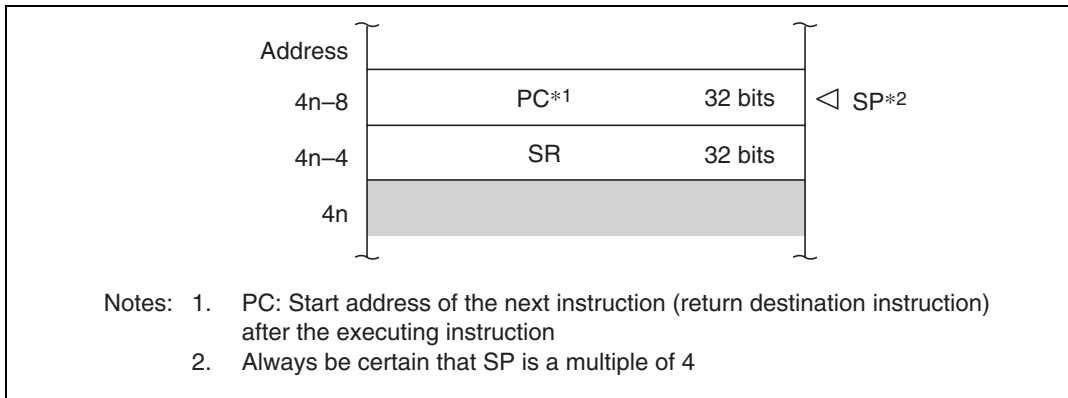 Address
4n–8 PC*1 32 bits SP*2
4n–4 SR 32 bits
4n
Notes: 1. PC: Start address of the next instruction (return destination instruction)
after the executing instruction
2. Always be certain that SP is a multiple of 4